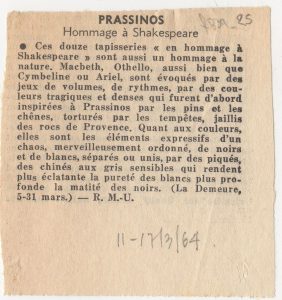 PRASSINOS
Hommage à Shakespeare
● Ces douze tapisseries « en hommage à
Shakespeare » sont aussi un hommage à la
nature. Macbeth, Othello, aussi bien que
Cymbeline ou Ariel, sont évoqués par des
jeux de volumes, de rythmes, par des cou-
leurs tragiques et denses qui furent d'abord
inspirées à Prassinos par les pins et les
chênes, torturés par les tempêtes, jaillis
des rocs de Provence. Quant aux couleurs,
elles sont les éléments expressifs d'un
chaos, merveilleusement ordonné, de noirs
et de blancs, séparés ou unis, par des piqués,
des chinés aux gris sensibles qui rendent
plus éclatante la pureté des blancs plus pro-
fonde la matité des noirs. (La Demeure,
5-31 mars.) — R. M.-U.
11-17/3/64